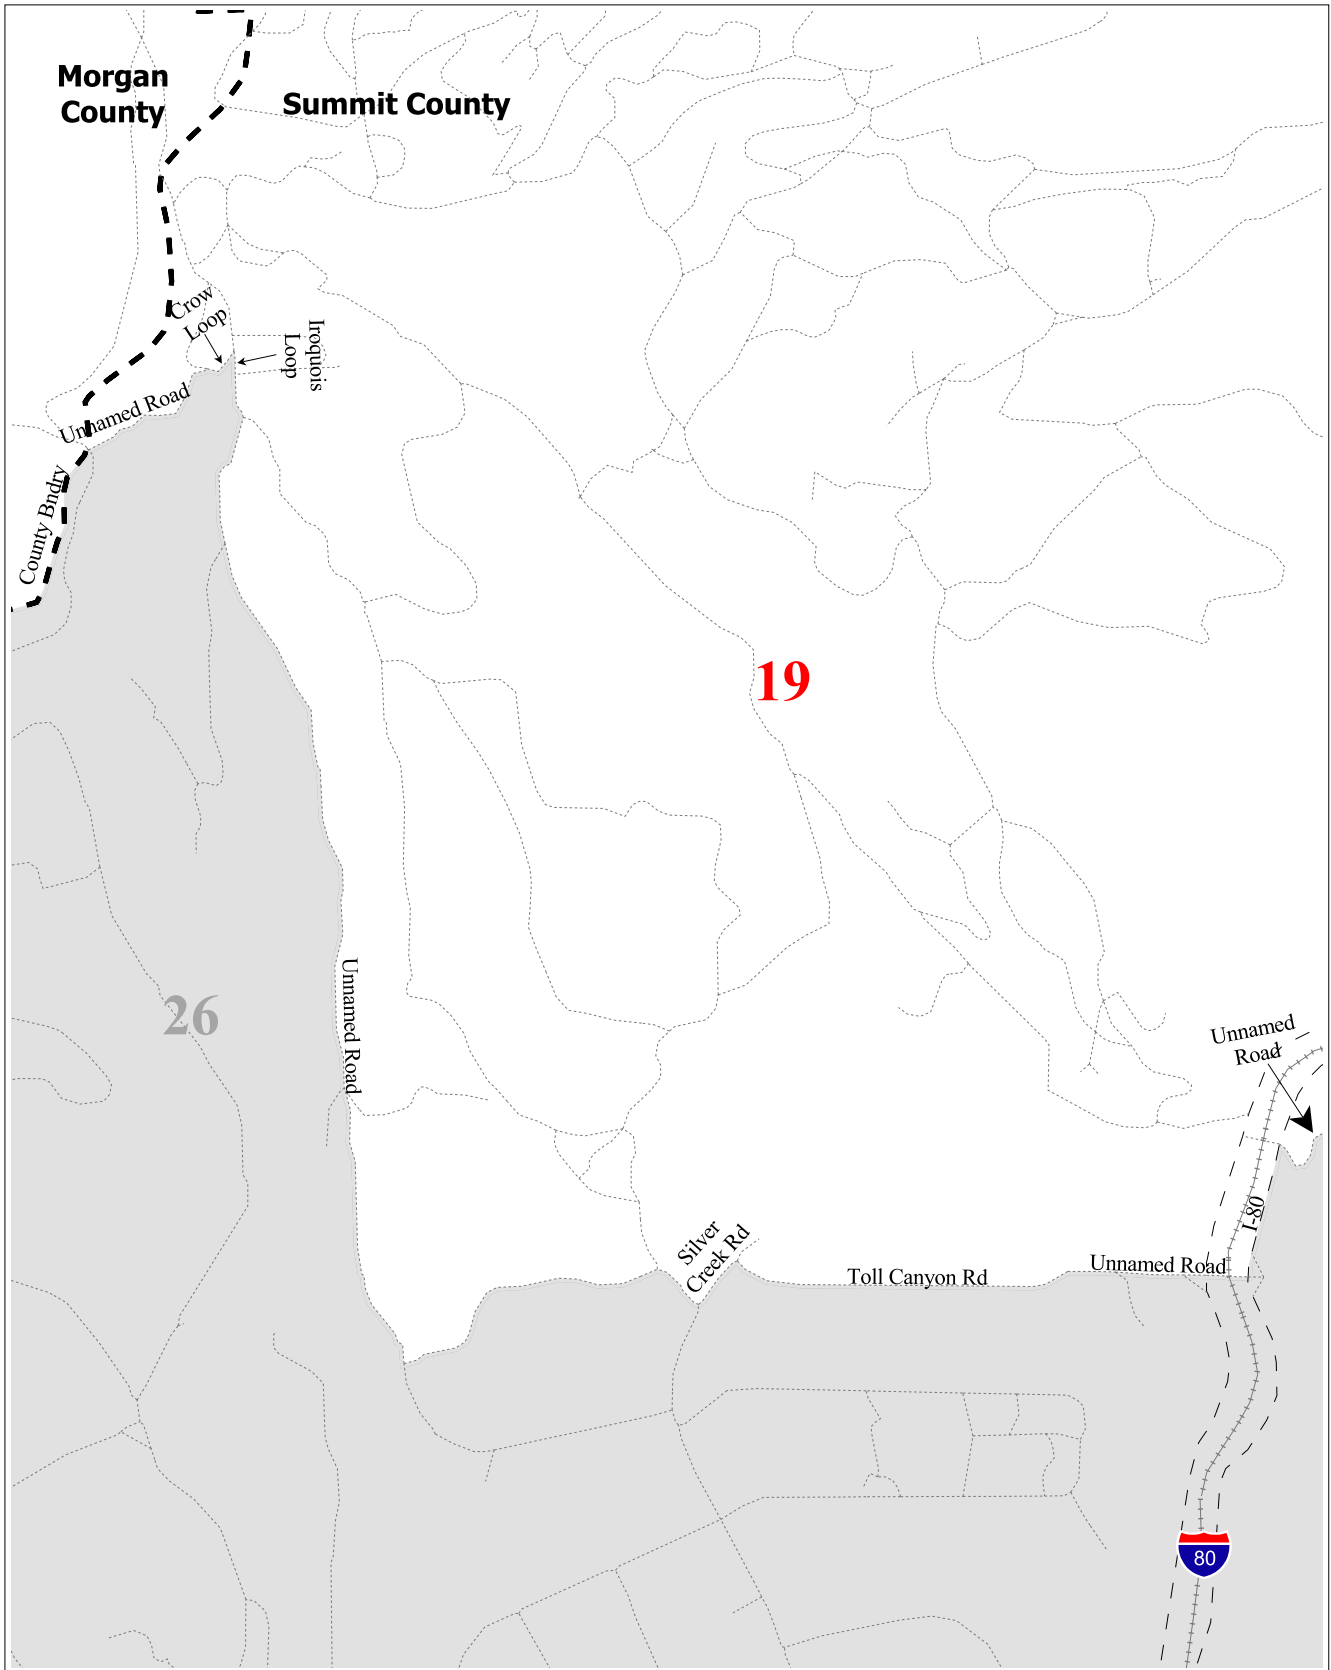 Morgan
County
Summit County
Crow
Loop
Iroquois
Loop
Unnamed Road
County Bndry
19
26
Unnamed Road
Unnamed
Road
I-80
Silver
Creek Rd
Toll Canyon Rd
Unnamed Road
80